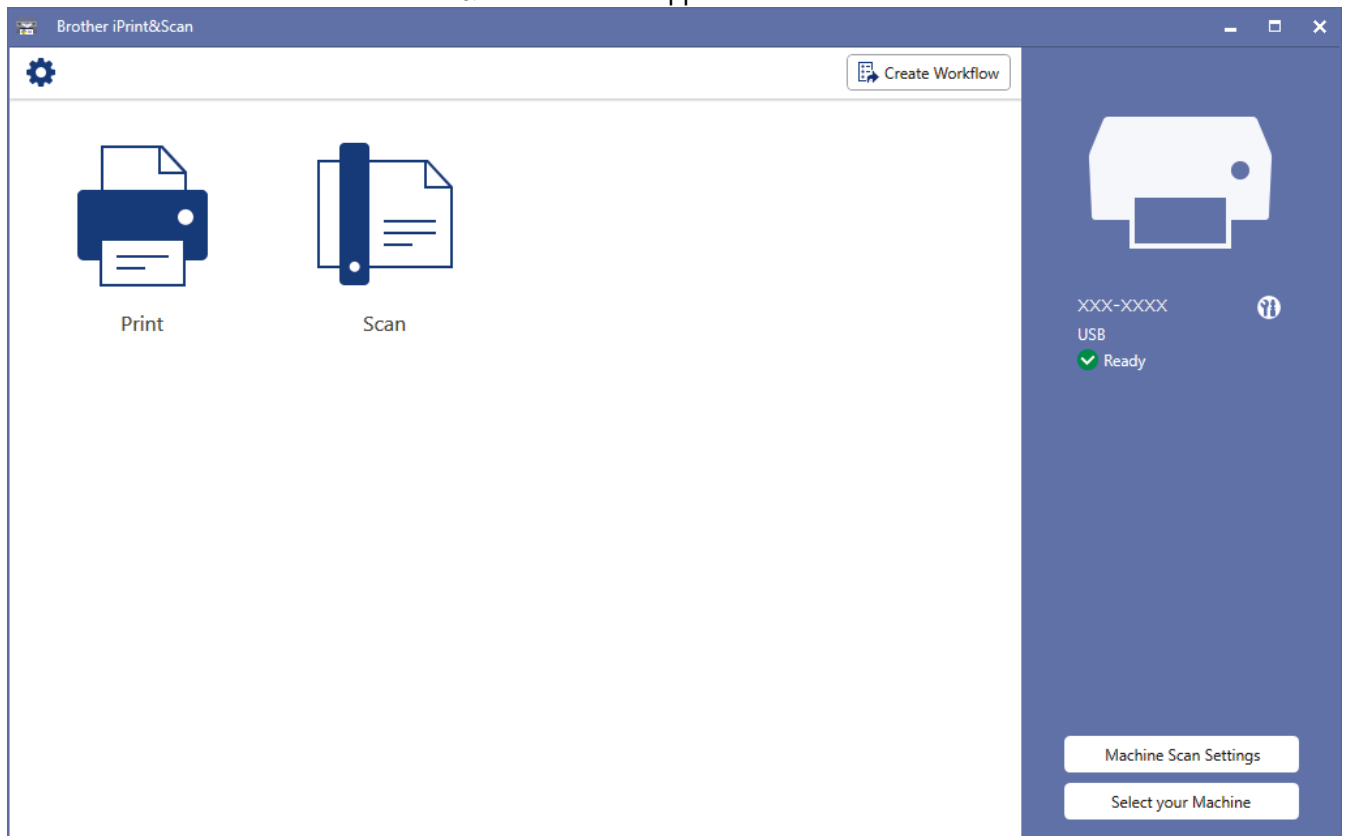 Brother iPrint&Scan
Create Workflow
Print
Scan
XXX-XXXX
USB
Ready
Machine Scan Settings
Select your Machine